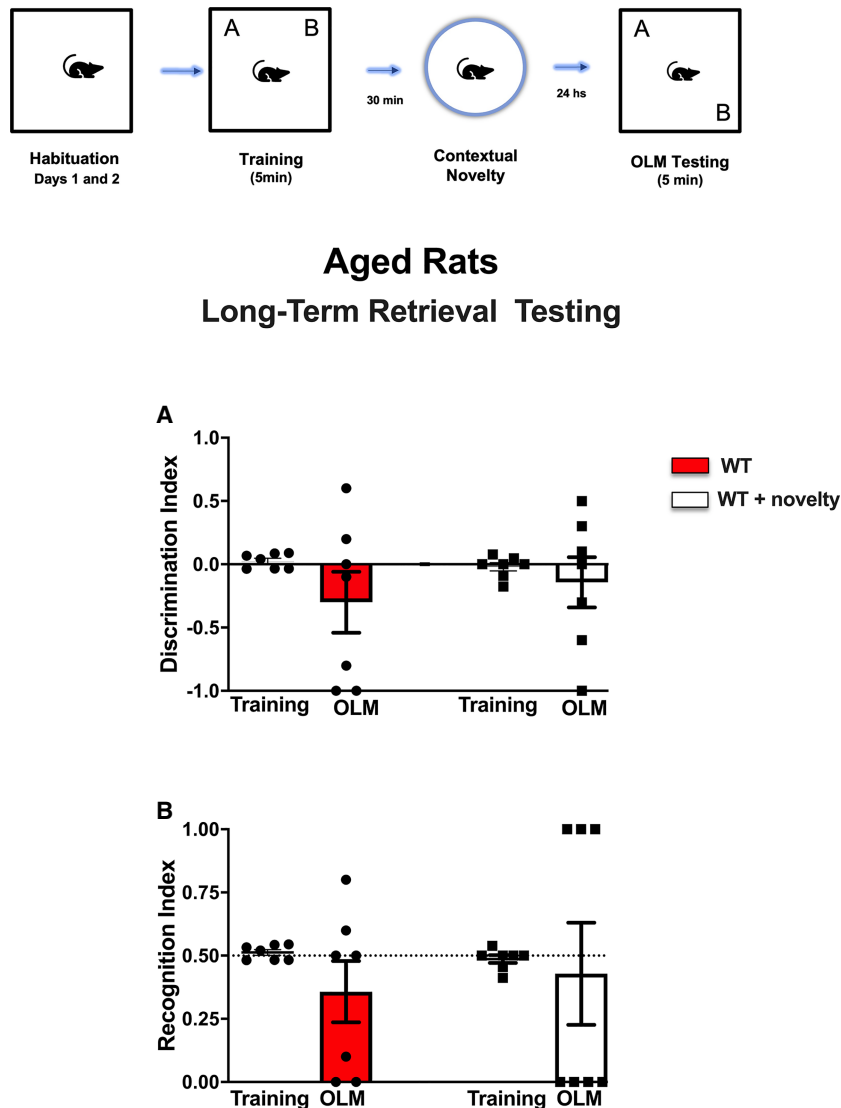 A B
A
B
30 min
24 hs
Habituation
Days 1 and 2
Training
(5min)
Contextual
Novelty
OLM Testing
(5 min)
Aged Rats
Long-Term Retrieval Testing
A
Discrimination Index
1.0
0.5
0.0
-0.5
-1.0
Training OLM Training OLM
WT
WT + novelty
B
Recognition Index
1.00
0.75
0.50
0.25
0.00
Training OLM Training OLM